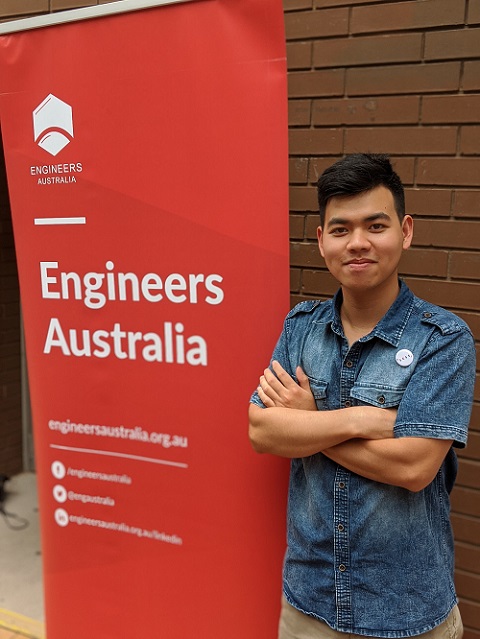 ENGINEERS
AUSTRALIA
Engineers
Australia
engineersaustralia.org.au
/engineersaustralia
@engaustralia
engineersaustralia.org.au/linkedin